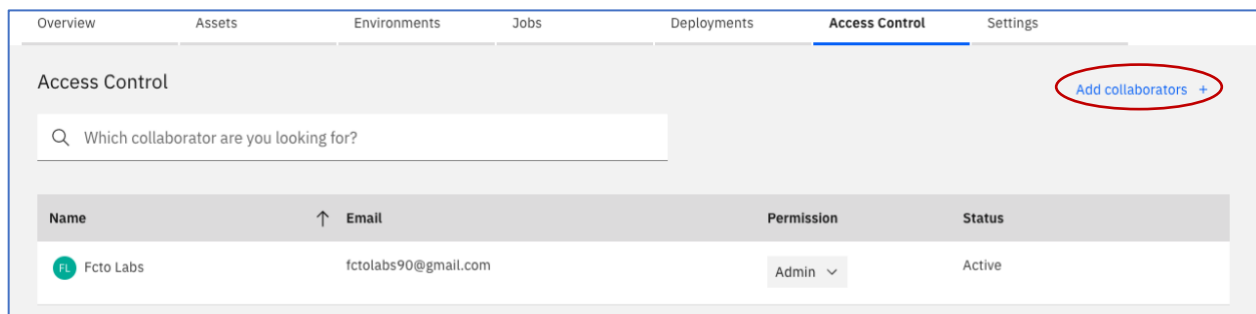 Overview Assets Environments Jobs Deployments Access Control Settings
Access Control
Add collaborators +
Which collaborator are you looking for?
Name ↑ Email Permission Status
FL Fcto Labs fctolabs90@gmail.com Admin Active